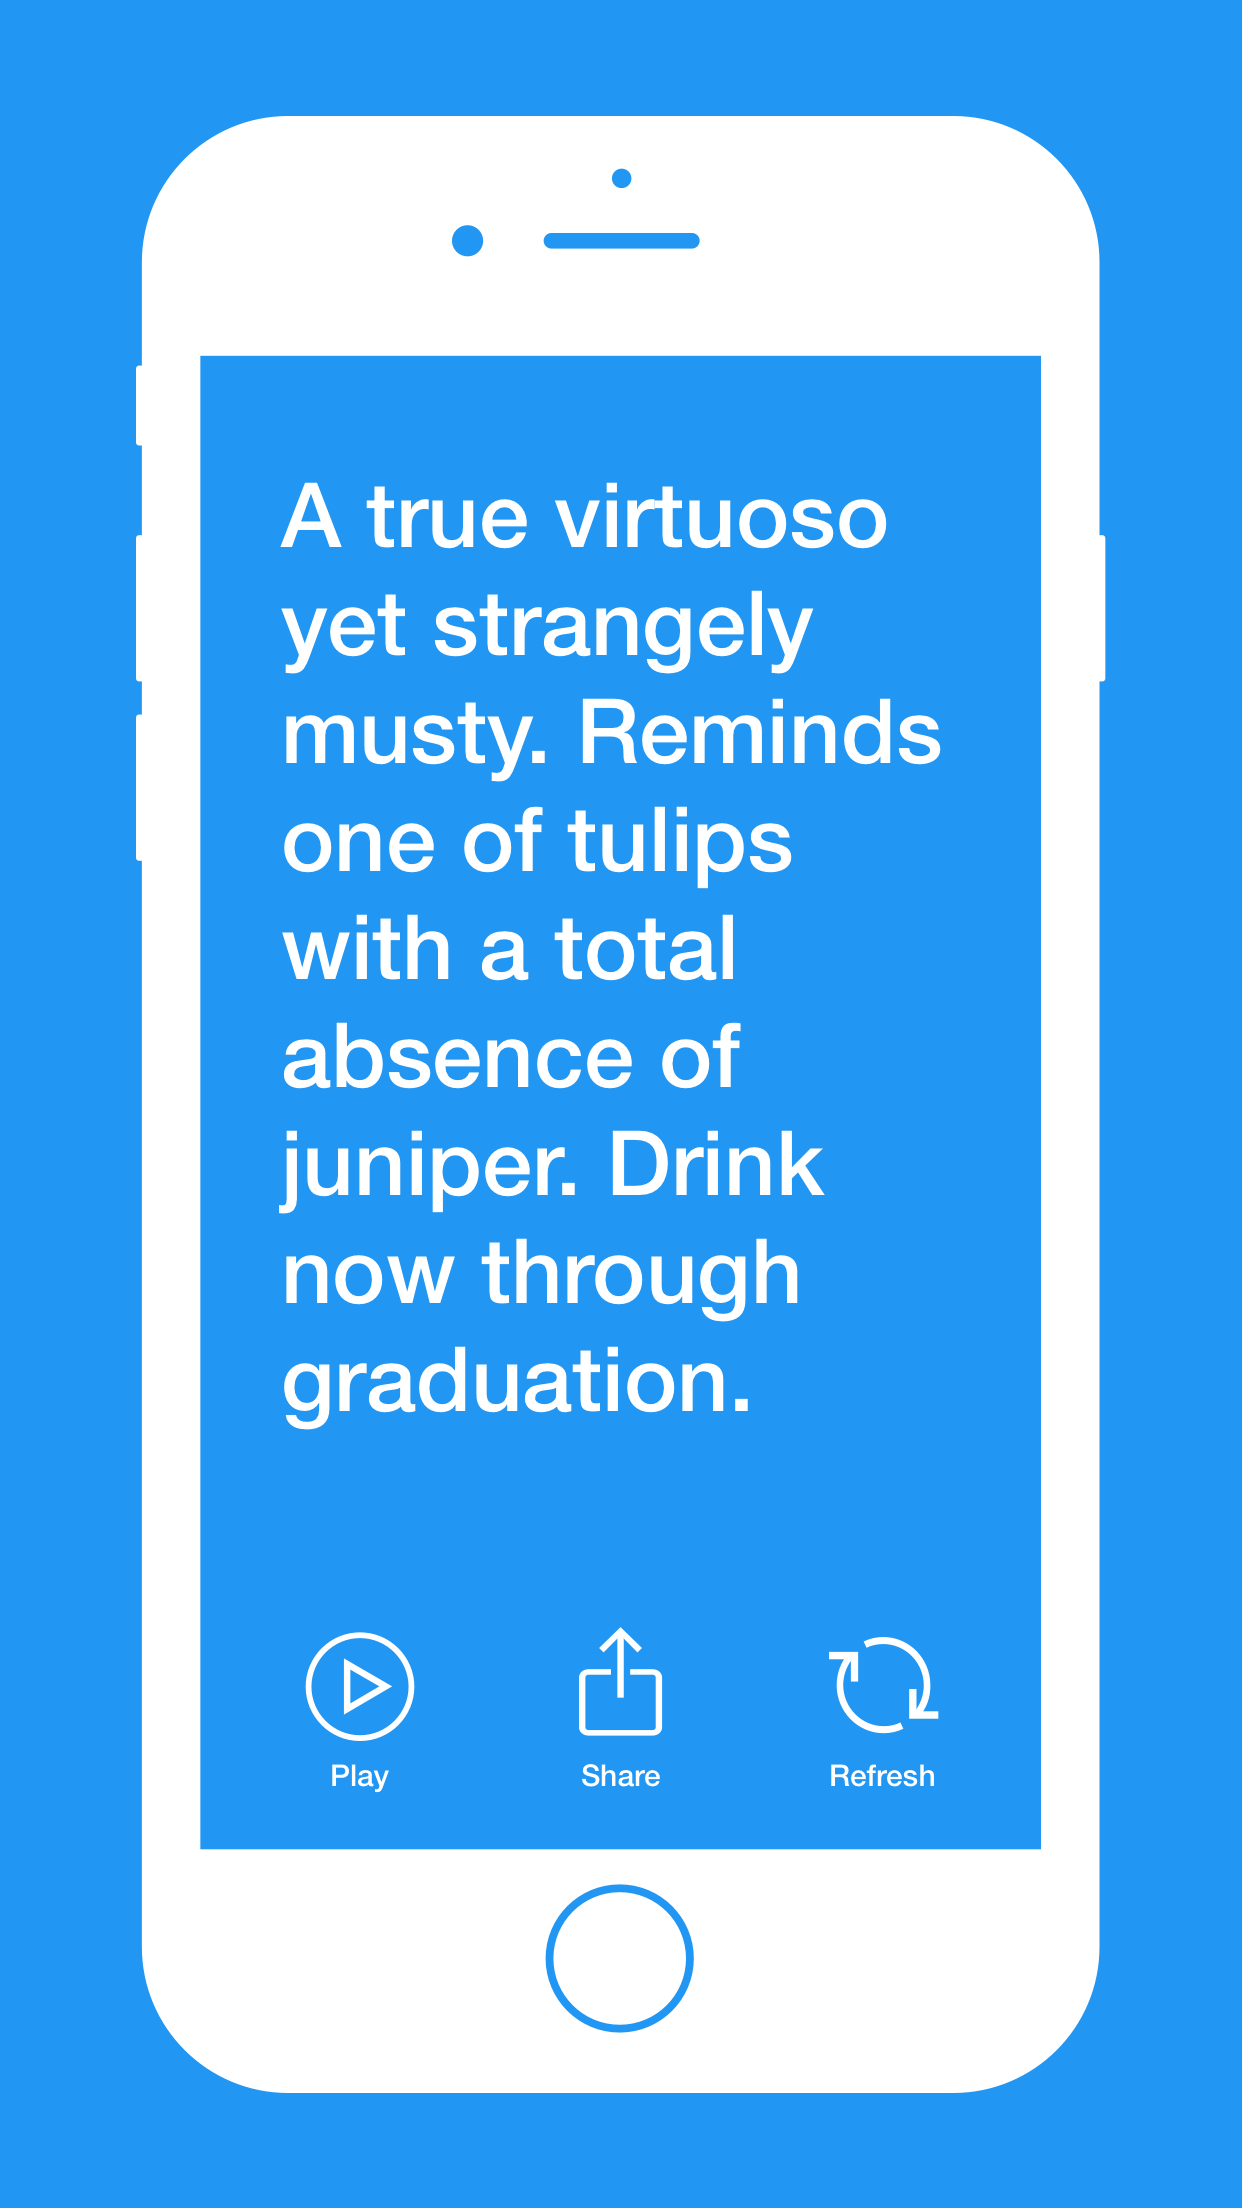 A true virtuoso
yet strangely
musty. Reminds
one of tulips
with a total
absence of
juniper. Drink
now through
graduation.
Play
Share
Refresh